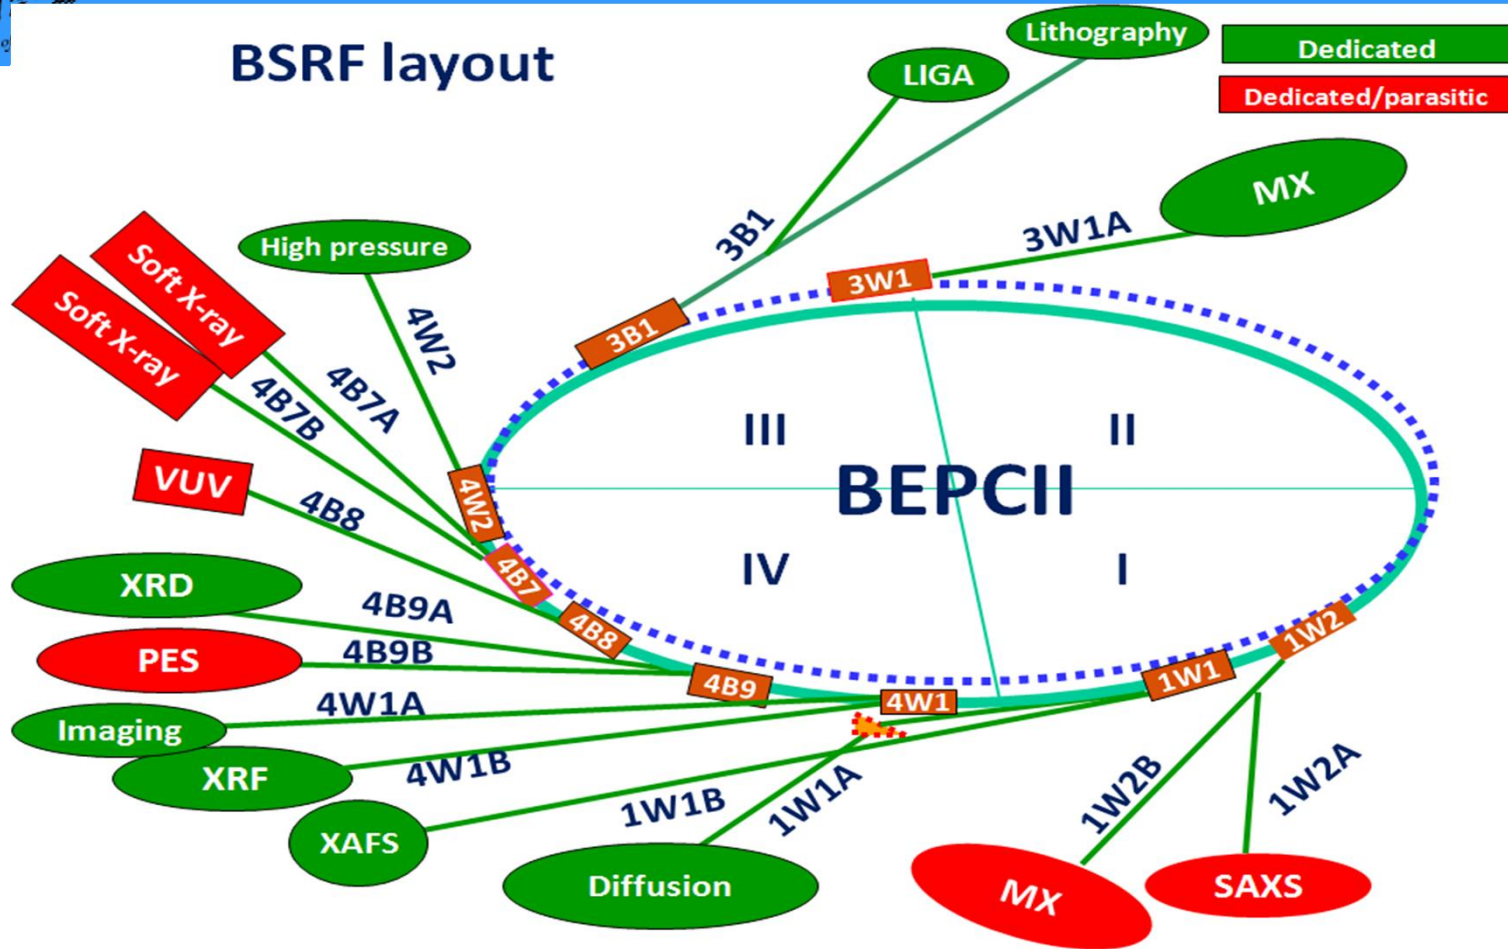 BSRF layout
Lithography
LIGA
Dedicated
Dedicated/parasitic
MX
3B1
3W1A
High pressure
Soft X-ray
Soft X-ray
3W1
3B1
4W2
4B7A
4B7B
III
II
BEPCII
VUV
4B8
4W2
IV
I
4B7
XRD
4B9A
4B8
1W2
PES
4B9B
4B9
4W1
1W1
Imaging
4W1A
XRF
4W1B
1W1B
1W1A
1W2B
1W2A
XAFS
Diffusion
MX
SAXS